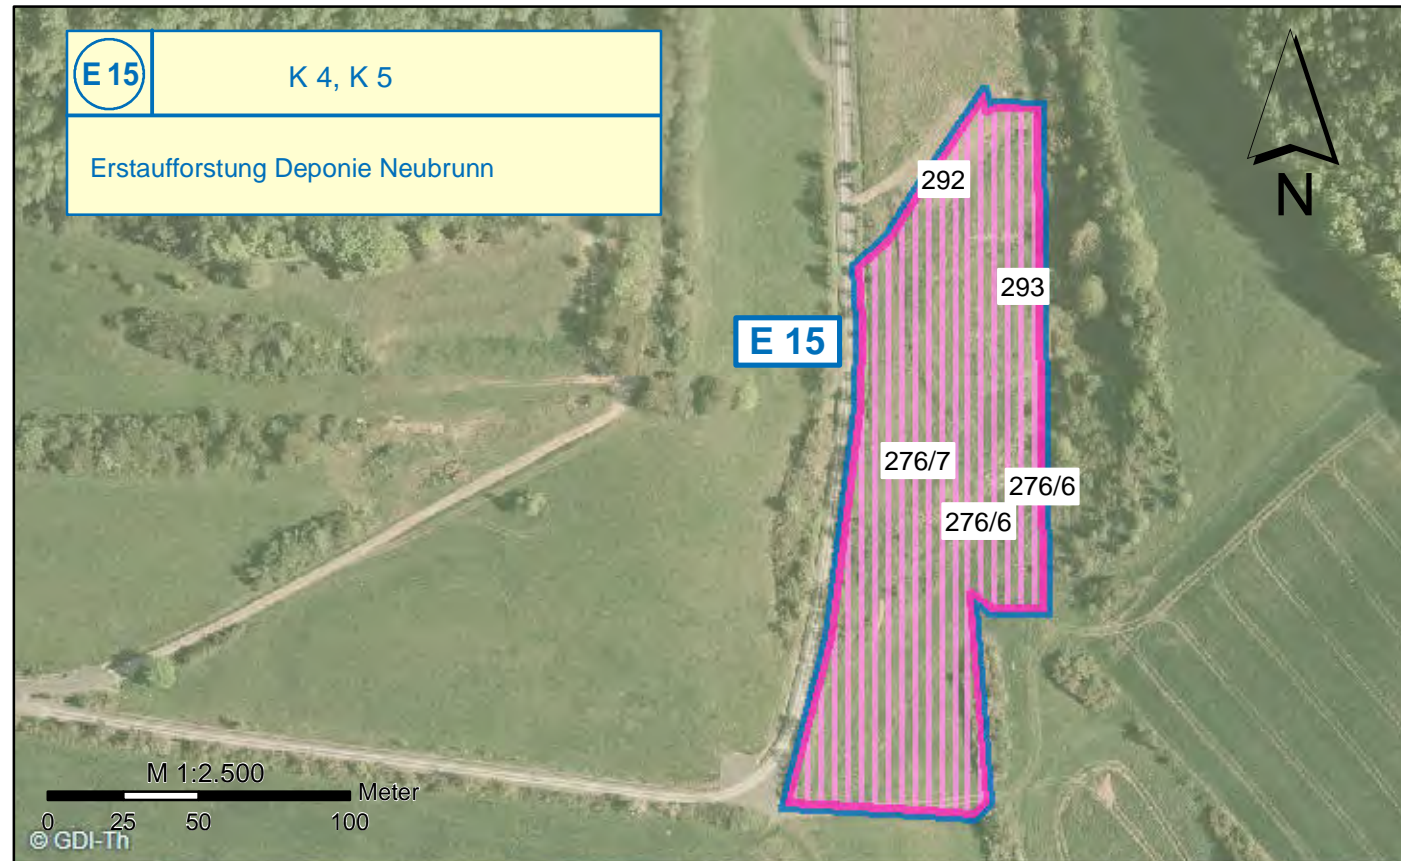 E 15
K 4, K 5
Erstaufforstung Deponie Neubrunn
N
292
293
E 15
276/7
276/6
276/6
M 1:2.500
Meter
0 25 50 100
© GDI-Th